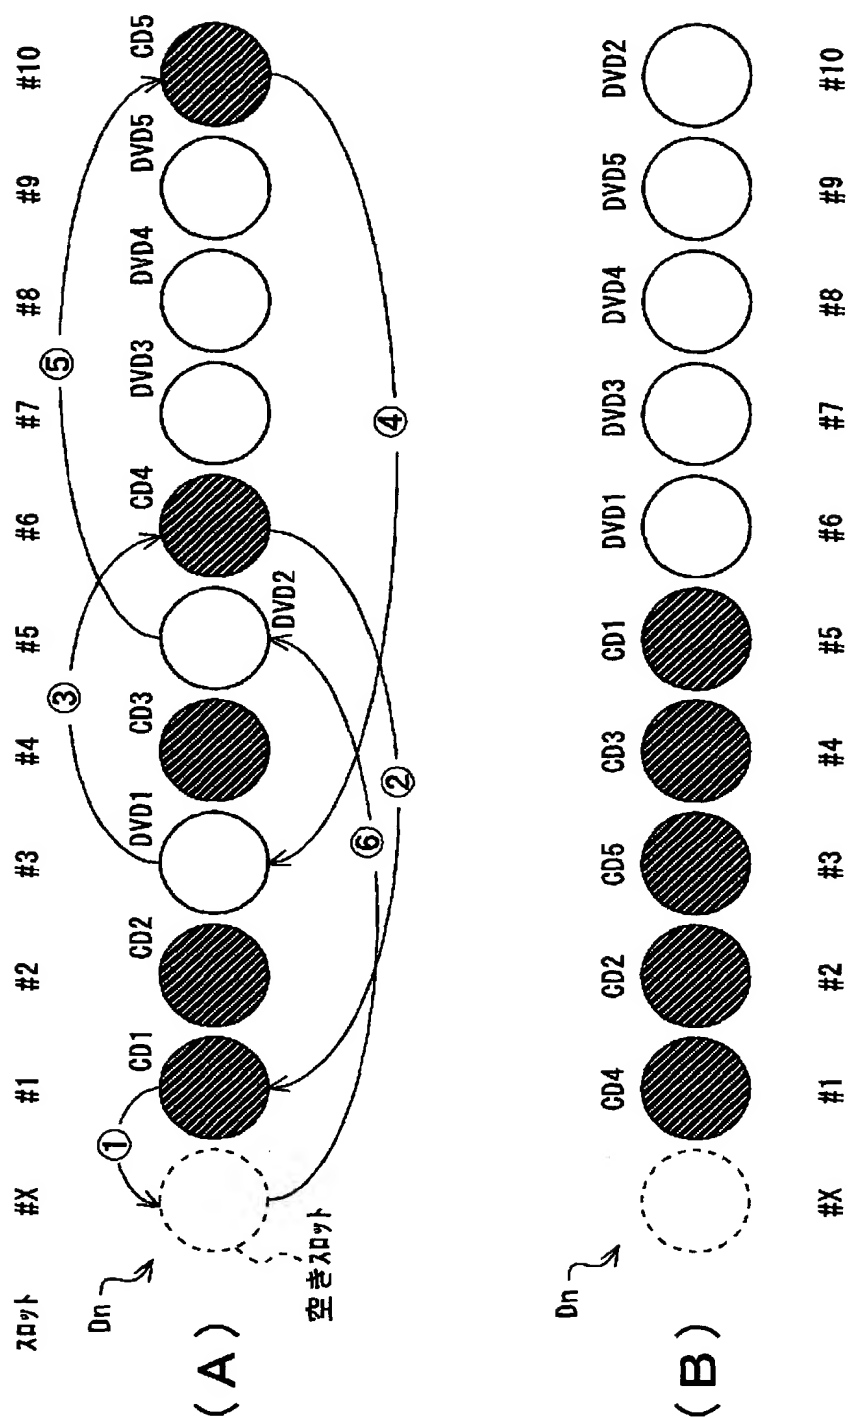 スロット #X #1 #2 #3 #4 #5 #6 #7 #8 #9 #10
⑤
③
①
CD1 CD2 DVD1 CD3 CD4 DVD3 DVD4 DVD5 CD5
Dn
(A)
DVD2
空きスロット
⑥
②
④
Dn
CD4 CD2 CD5 CD3 CD1 DVD1 DVD3 DVD4 DVD5 DVD2
(B)
#X #1 #2 #3 #4 #5 #6 #7 #8 #9 #10